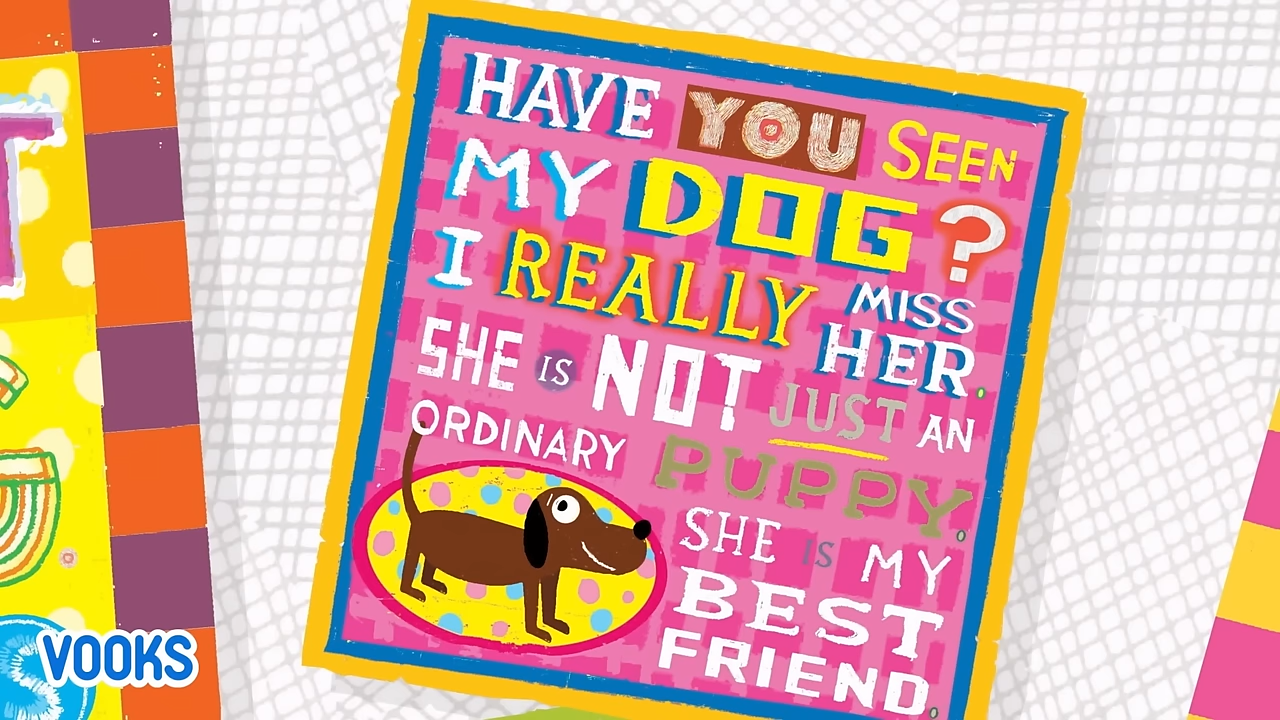 HAVE YOU SEEN
MY DOG?
I REALLY MISS
HER.
SHE IS NOT JUST AN
ORDINARY PUPPY.
SHE IS MY
BEST
FRIEND.
VOOKS